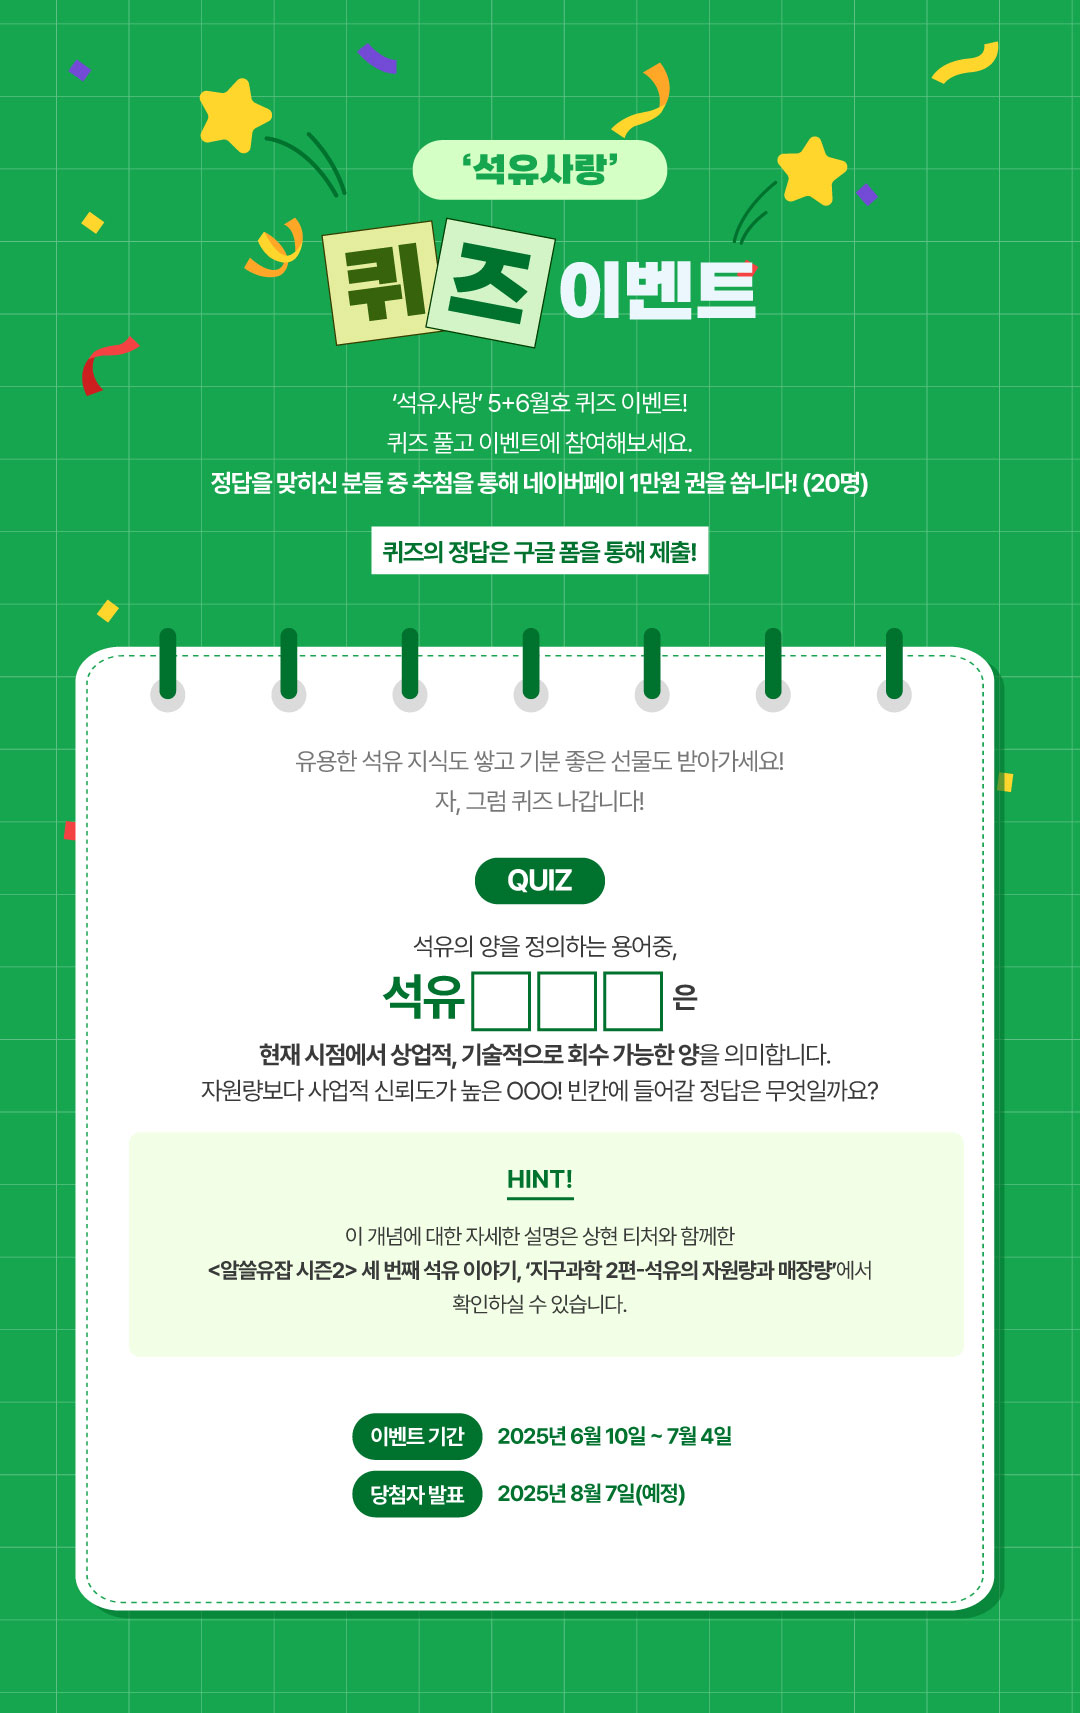 ‘석유사랑’
퀴즈 이벤트
‘석유사랑’ 5+6월호 퀴즈 이벤트!
퀴즈 풀고 이벤트에 참여해보세요.
정답을 맞히신 분들 중 추첨을 통해 네이버페이 1만원 권을 쏩니다! (20명)
퀴즈의 정답은 구글 폼을 통해 제출!
유용한 석유 지식도 쌓고 기분 좋은 선물도 받아가세요!
자, 그럼 퀴즈 나갑니다!
QUIZ
석유의 양을 정의하는 용어중,
석유□□□은
현재 시점에서 상업적, 기술적으로 회수 가능한 양을 의미합니다.
자원량보다 사업적 신뢰도가 높은 OOO! 빈칸에 들어갈 정답은 무엇일까요?
HINT!
이 개념에 대한 자세한 설명은 상현 티처와 함께한
<알쓸유잡 시즌2> 세 번째 석유 이야기, ‘지구과학 2편-석유의 자원량과 매장량’에서
확인하실 수 있습니다.
이벤트 기간 2025년 6월 10일 ~ 7월 4일
당첨자 발표 2025년 8월 7일(예정)